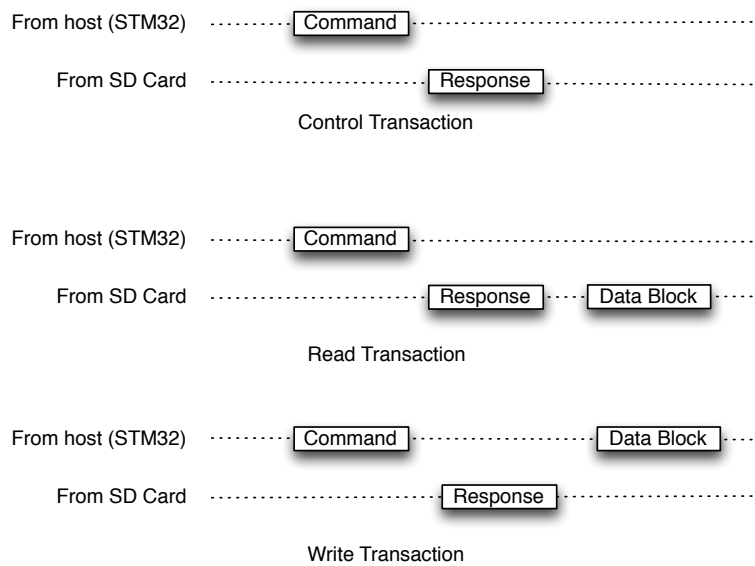 From host (STM32) Command
From SD Card Response
Control Transaction
From host (STM32) Command
From SD Card Response Data Block
Read Transaction
From host (STM32) Command Data Block
From SD Card Response
Write Transaction